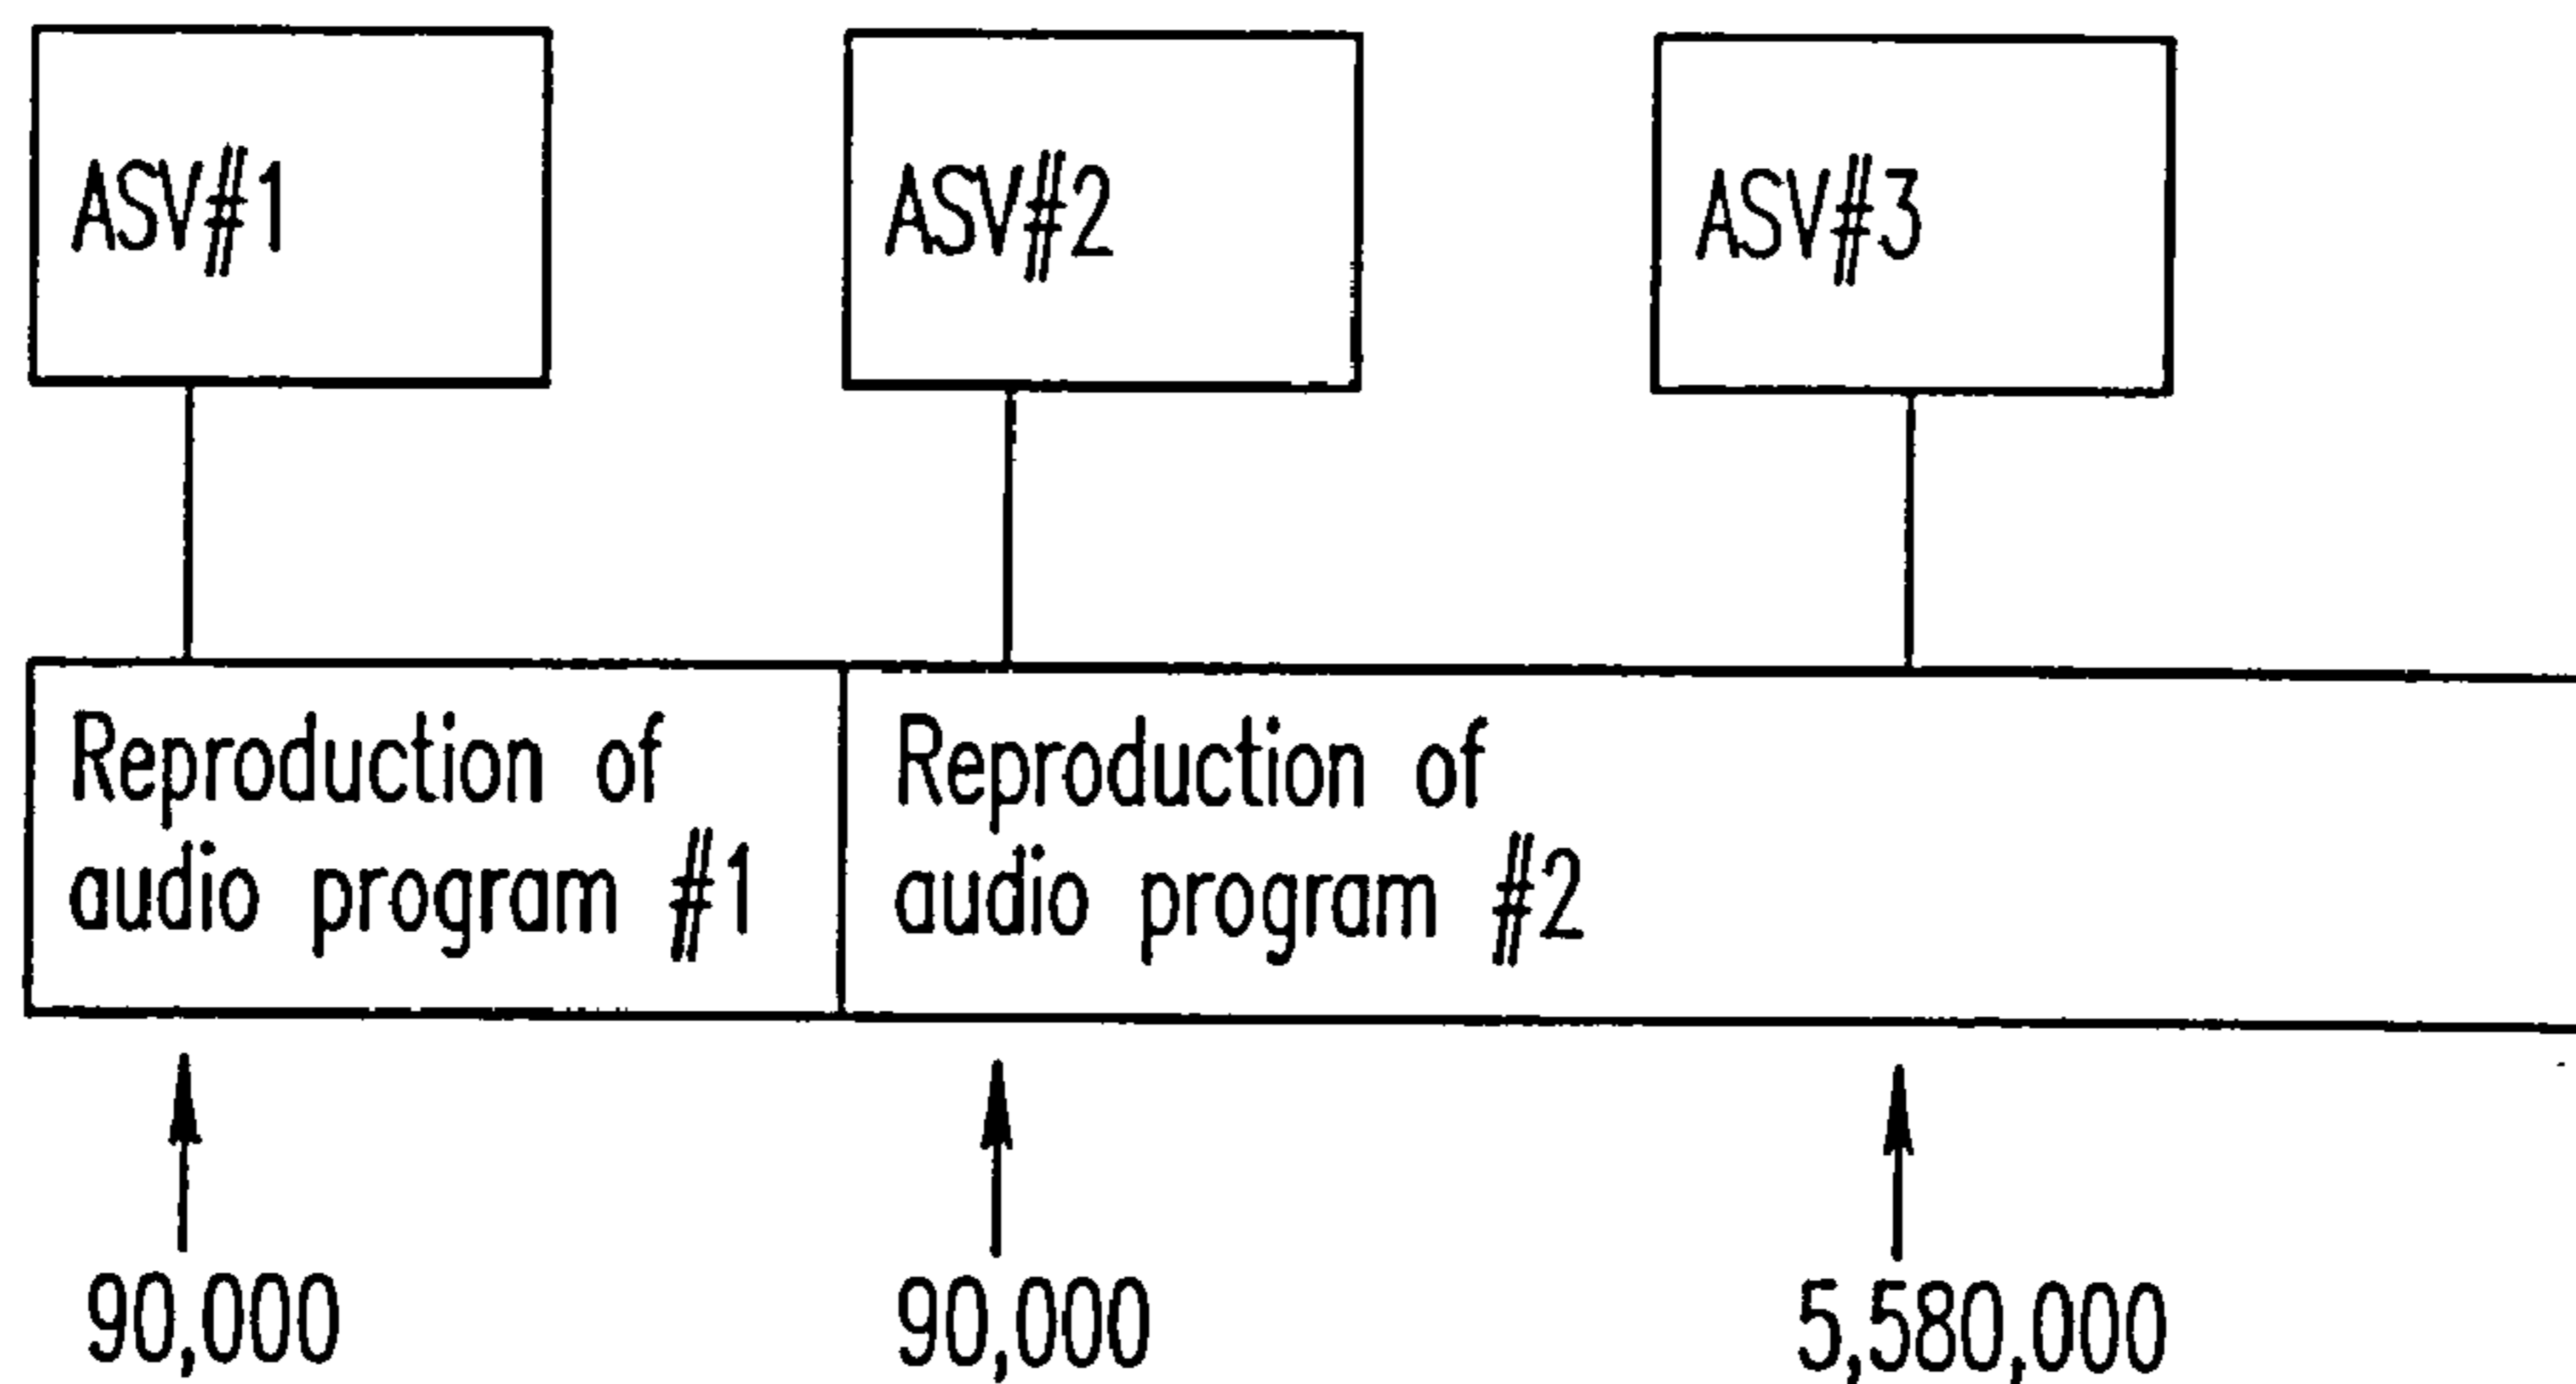 ASV#1
ASV#2
ASV#3
Reproduction of
audio program #1
Reproduction of
audio program #2
90,000
90,000
5,580,000